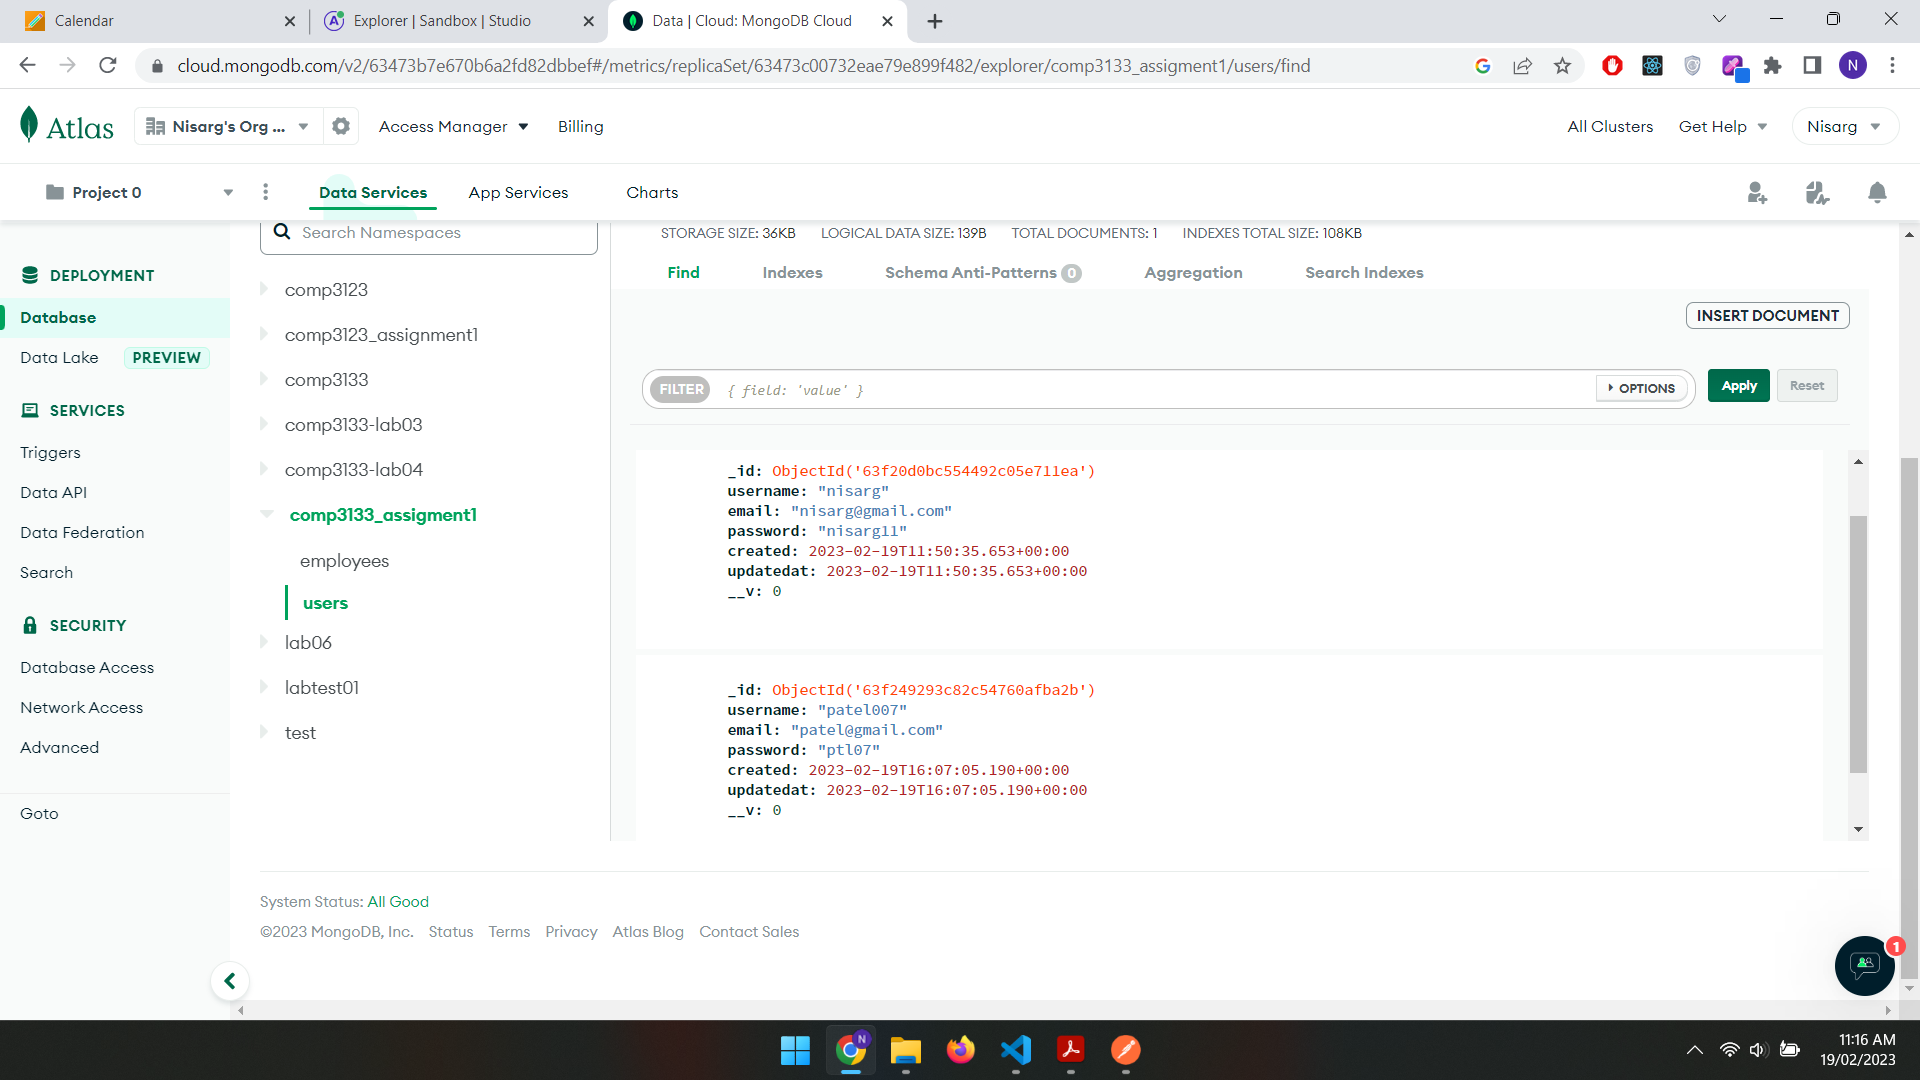 Calendar
Explorer | Sandbox | Studio
Data | Cloud: MongoDB Cloud
cloud.mongodb.com/v2/63473b7e670b6a2fd82dbbef#/metrics/replicaSet/63473c00732eae79e899f482/explorer/comp3133_assigment1/users/find
N
Atlas
Nisarg's Org ...
Access Manager
Billing
All Clusters
Get Help
Nisarg
Project 0
Data Services
App Services
Charts
DEPLOYMENT
Database
Data Lake PREVIEW
SERVICES
Triggers
Data API
Data Federation
Search
SECURITY
Database Access
Network Access
Advanced
Goto
Search Namespaces
comp3123
comp3123_assignment1
comp3133
comp3133-lab03
comp3133-lab04
comp3133_assigment1
employees
users
lab06
labtest01
test
STORAGE SIZE: 36KB LOGICAL DATA SIZE: 139B TOTAL DOCUMENTS: 1 INDEXES TOTAL SIZE: 108KB
Find Indexes Schema Anti-Patterns 0 Aggregation Search Indexes
INSERT DOCUMENT
FILTER { field: 'value' } OPTIONS Apply Reset
_id: ObjectId('63f20d0bc554492c05e711ea')
username: "nisarg"
email: "nisarg@gmail.com"
password: "nisarg11"
created: 2023-02-19T11:50:35.653+00:00
updatedat: 2023-02-19T11:50:35.653+00:00
__v: 0
_id: ObjectId('63f249293c82c54760afba2b')
username: "patel007"
email: "patel@gmail.com"
password: "ptl07"
created: 2023-02-19T16:07:05.190+00:00
updatedat: 2023-02-19T16:07:05.190+00:00
__v: 0
System Status: All Good
©2023 MongoDB, Inc. Status Terms Privacy Atlas Blog Contact Sales
1
N
11:16 AM
19/02/2023